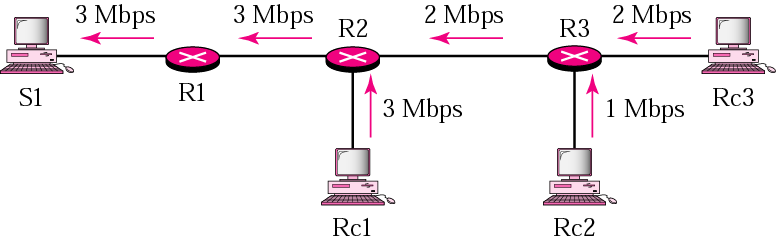 3 Mbps
3 Mbps
R2
2 Mbps
R3
2 Mbps
S1
R1
Rc3
3 Mbps
1 Mbps
Rc1
Rc2